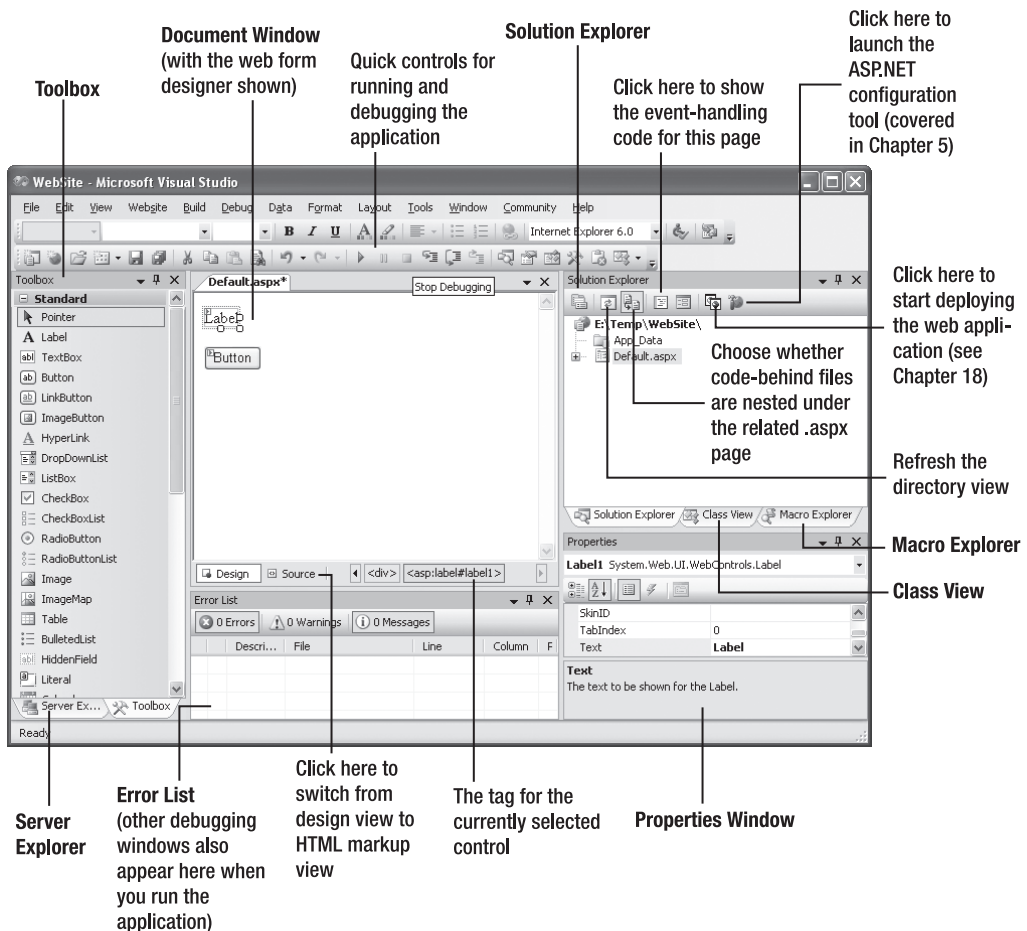 Click here to
launch the
ASP.NET
configuration
tool (covered
in Chapter 5)
Solution Explorer
Document Window
(with the web form
designer shown)
Quick controls for
running and
debugging the
application
Click here to show
the event-handling
code for this page
Toolbox
WebSite - Microsoft Visual Studio
File Edit View Website Build Debug Data Format Layout Tools Window Community Help
B I U A Internet Explorer 6.0
Toolbox
Default.aspx*
Stop Debugging
Solution Explorer
Standard
Pointer
A Label
abl TextBox
ab Button
ab LinkButton
ImageButton
A HyperLink
DropDownList
ListBox
CheckBox
CheckBoxList
RadioButton
RadioButtonList
Image
ImageMap
Table
BulletedList
abl HiddenField
Literal
Server Ex... Toolbox
Label
Button
E:\Temp\WebSite\
App_Data
Default.aspx
Choose whether
code-behind files
are nested under
the related .aspx
page
Click here to
start deploying
the web appli-
cation (see
Chapter 18)
Refresh the
directory view
Solution Explorer Class View Macro Explorer
Macro Explorer
Class View
Properties
Label1 System.Web.UI.WebControls.Label
SkinID
TabIndex 0
Text Label
Text
The text to be shown for the Label.
Design Source <div> <asp:label#label1>
Error List
0 Errors 0 Warnings 0 Messages
Descri... File Line Column F
Ready
Server
Explorer
Error List
(other debugging
windows also
appear here when
you run the
application)
Click here to
switch from
design view to
HTML markup
view
The tag for the
currently selected
control
Properties Window